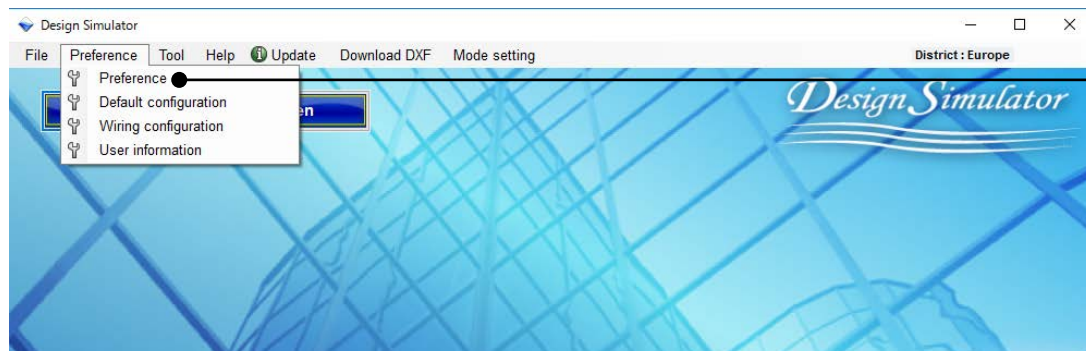 Design Simulator
File Preference Tool Help Update Download DXF Mode setting District : Europe
Preference
Default configuration
Wiring configuration
User information
en
Design Simulator